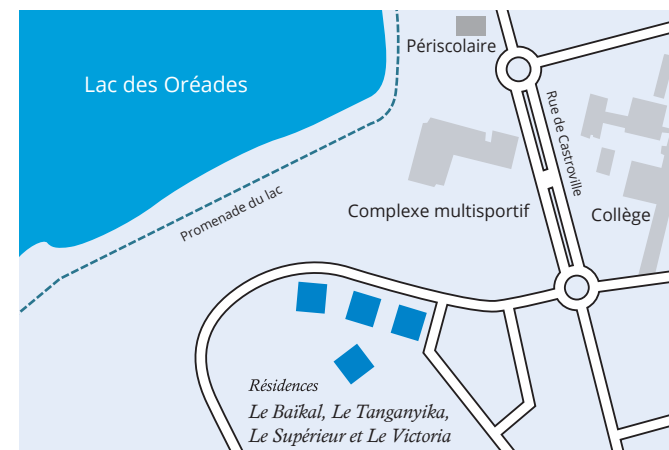 Périscolaire
Lac des Oréades
Rue de Castroville
Promenade du lac
Complexe multisportif
Collège
Résidences
Le Baïkal, Le Tanganyika,
Le Supérieur et Le Victoria